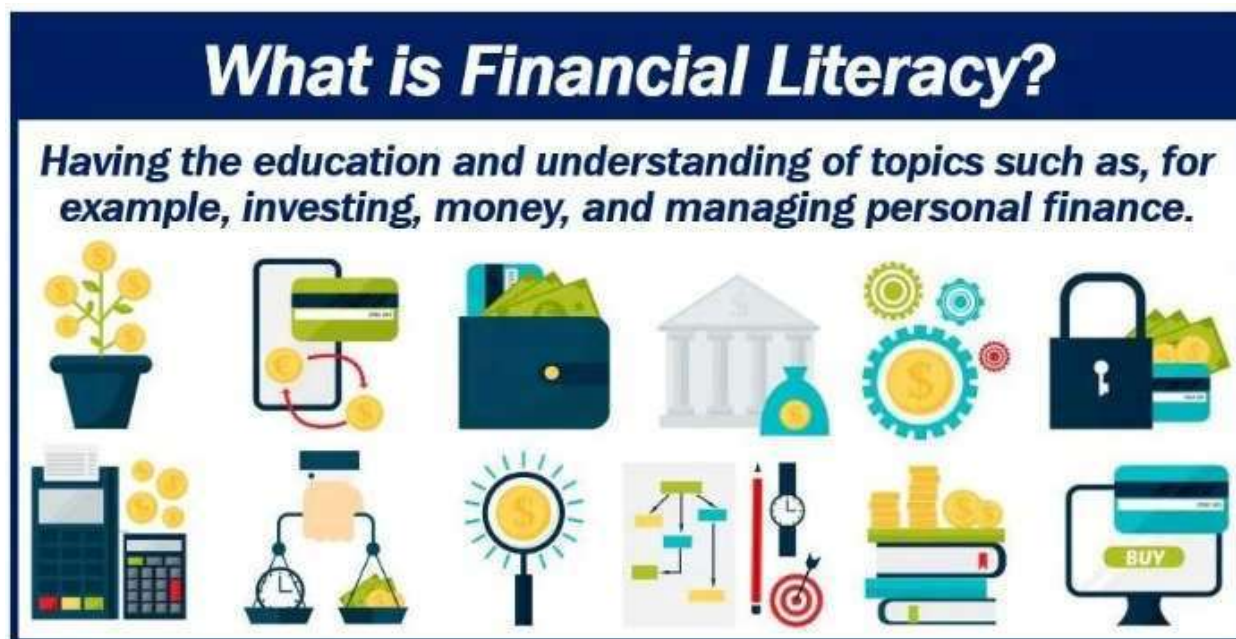 What is Financial Literacy?
Having the education and understanding of topics such as, for
example, investing, money, and managing personal finance.
BUY